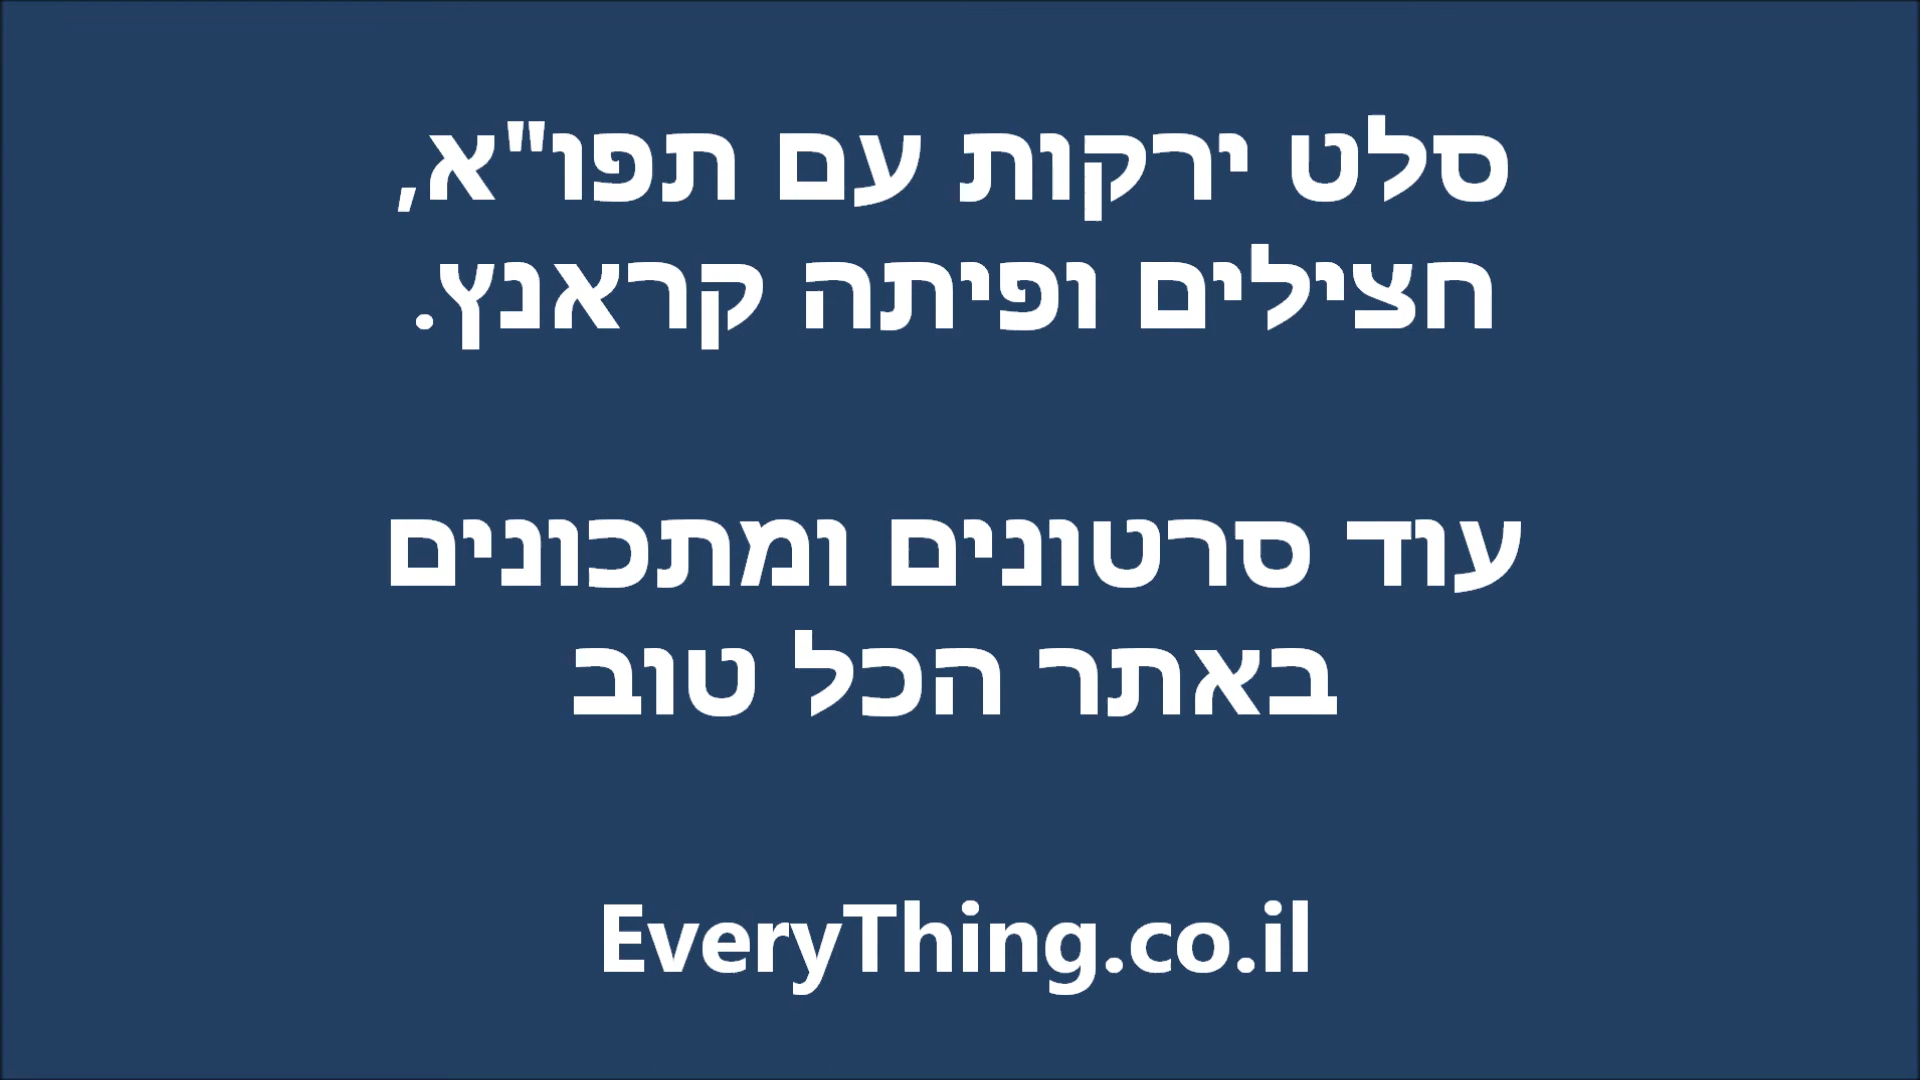 סלט ירקות עם תפו"א,
חצילים ופיתה קראנץ.
עוד סרטונים ומתכונים
באתר הכל טוב
EveryThing.co.il